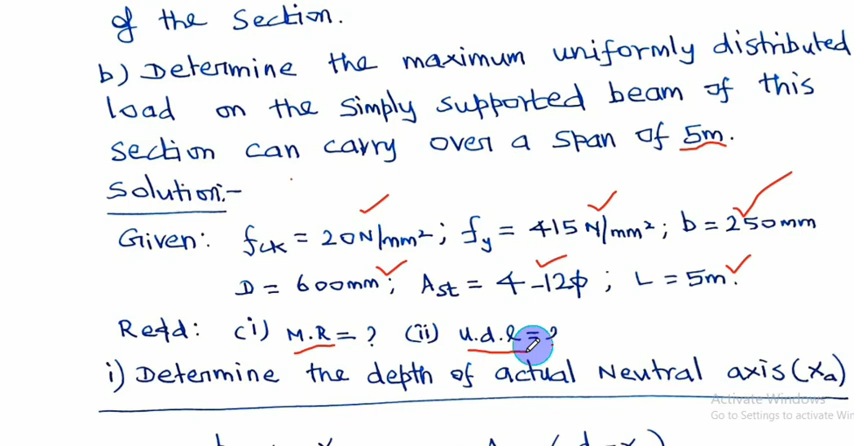 of the Section.
b) Determine the maximum uniformly distributed
load on the simply supported beam of this
section can carry over a span of 5m.
Solution:-
Given: fck = 20N/mm²; fy = 415N/mm²; b = 250mm
D = 600mm; Ast = 4-12ϕ; L = 5m.
Reqd: (i) M.R = ? (ii) u.d.l = ?
i) Determine the depth of actual Neutral axis (xa)
Activate Windows
Go to Settings to activate Win